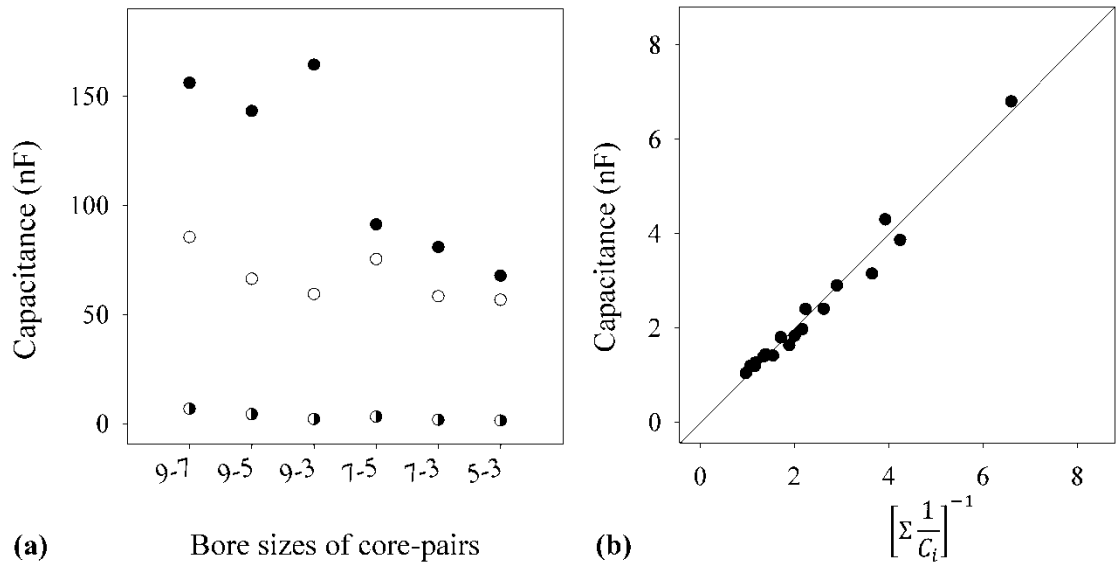 Capacitance (nF)
150
100
50
0
9-7 9-5 9-3 7-5 7-3 5-3
(a) Bore sizes of core-pairs
Capacitance (nF)
8
6
4
2
0
0 2 4 6 8
(b) [Σ 1/C_i]^{-1}